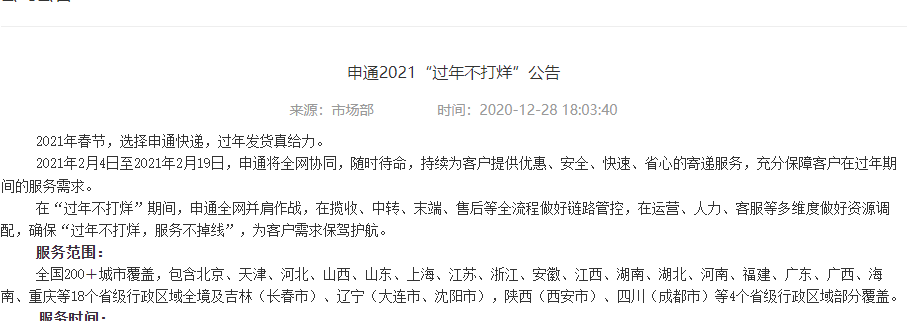 申通2021“过年不打烊”公告
来源：市场部 时间：2020-12-28 18:03:40
2021年春节，选择申通快递，过年发货真给力。
2021年2月4日至2021年2月19日，申通将全网协同，随时待命，持续为客户提供优惠、安全、快速、省心的寄递服务，充分保障客户在过年期
间的服务需求。
在“过年不打烊”期间，申通全网并肩作战，在揽收、中转、末端、售后等全流程做好链路管控，在运营、人力、客服等多维度做好资源调
配，确保“过年不打烊，服务不掉线”，为客户需求保驾护航。
服务范围：
全国200＋城市覆盖，包含北京、天津、河北、山西、山东、上海、江苏、浙江、安徽、江西、湖南、湖北、河南、福建、广东、广西、海
南、重庆等18个省级行政区域全境及吉林（长春市）、辽宁（大连市、沈阳市），陕西（西安市）、四川（成都市）等4个省级行政区域部分覆盖。
服务时间：